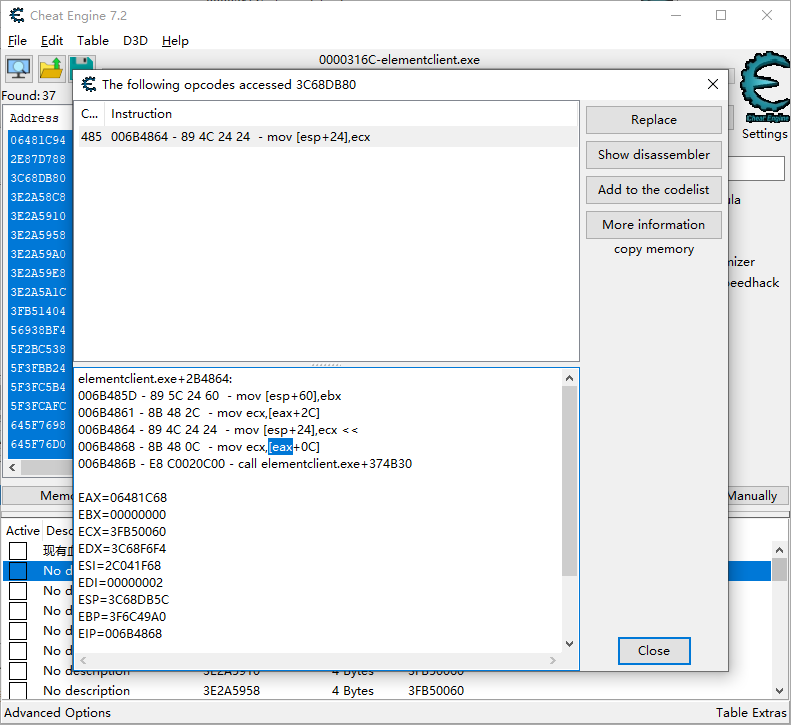 Cheat Engine 7.2
File Edit Table D3D Help
0000316C-elementclient.exe
Found: 37
Address
06481C94
2E87D788
3C68DB80
3E2A58C8
3E2A5910
3E2A5958
3E2A59A0
3E2A59E8
3E2A5A1C
3FB51404
56938BF4
5F2BC538
5F3FBB24
5F3FC5B4
5F3FCAFC
645F7698
645F76D0
Cheat Engine
Settings
The following opcodes accessed 3C68DB80
C... Instruction
485 006B4864 - 89 4C 24 24 - mov [esp+24],ecx
Replace
Show disassembler
Add to the codelist
More information
copy memory
elementclient.exe+2B4864:
006B485D - 89 5C 24 60 - mov [esp+60],ebx
006B4861 - 8B 48 2C - mov ecx,[eax+2C]
006B4864 - 89 4C 24 24 - mov [esp+24],ecx <<
006B4868 - 8B 48 0C - mov ecx,[eax+0C]
006B486B - E8 C0020C00 - call elementclient.exe+374B30
EAX=06481C68
EBX=00000000
ECX=3FB50060
EDX=3C68F6F4
ESI=2C041F68
EDI=00000002
ESP=3C68DB5C
EBP=3F6C49A0
EIP=006B4868
Close
Memo
Manually
Active Desc
现有
No d
No d
No d
No d
No d
No description 3E2A5910 4 Bytes 3FB50060
No description 3E2A5958 4 Bytes 3FB50060
Advanced Options
Table Extras